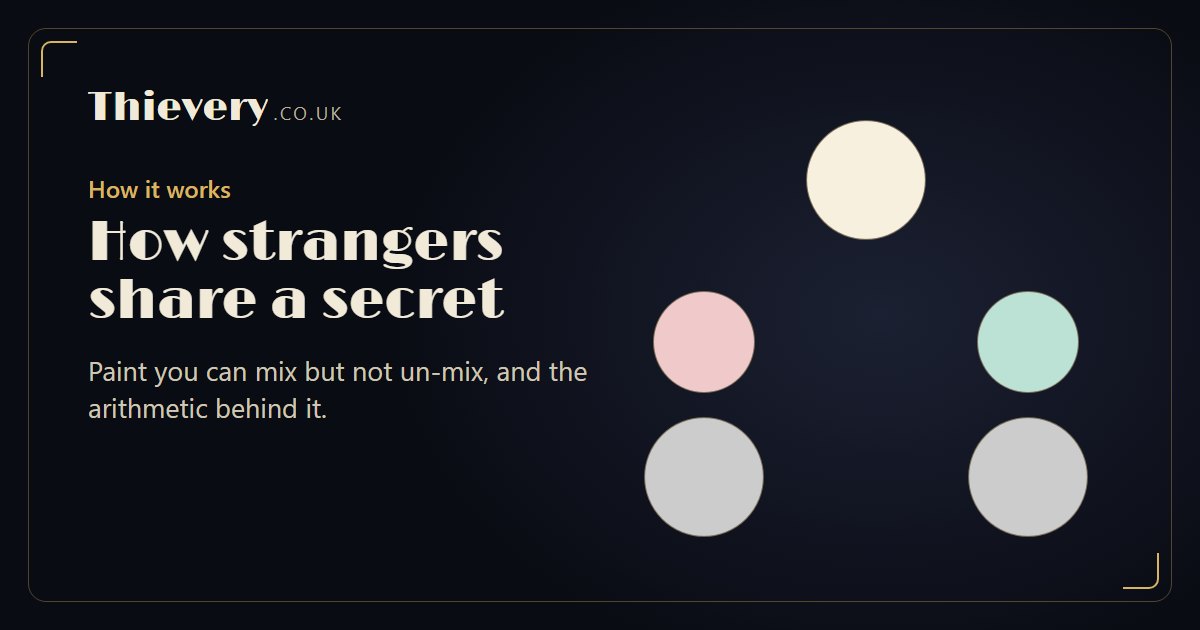 Thievery.CO.UK
How it works
How strangers
share a secret
Paint you can mix but not un-mix, and the
arithmetic behind it.